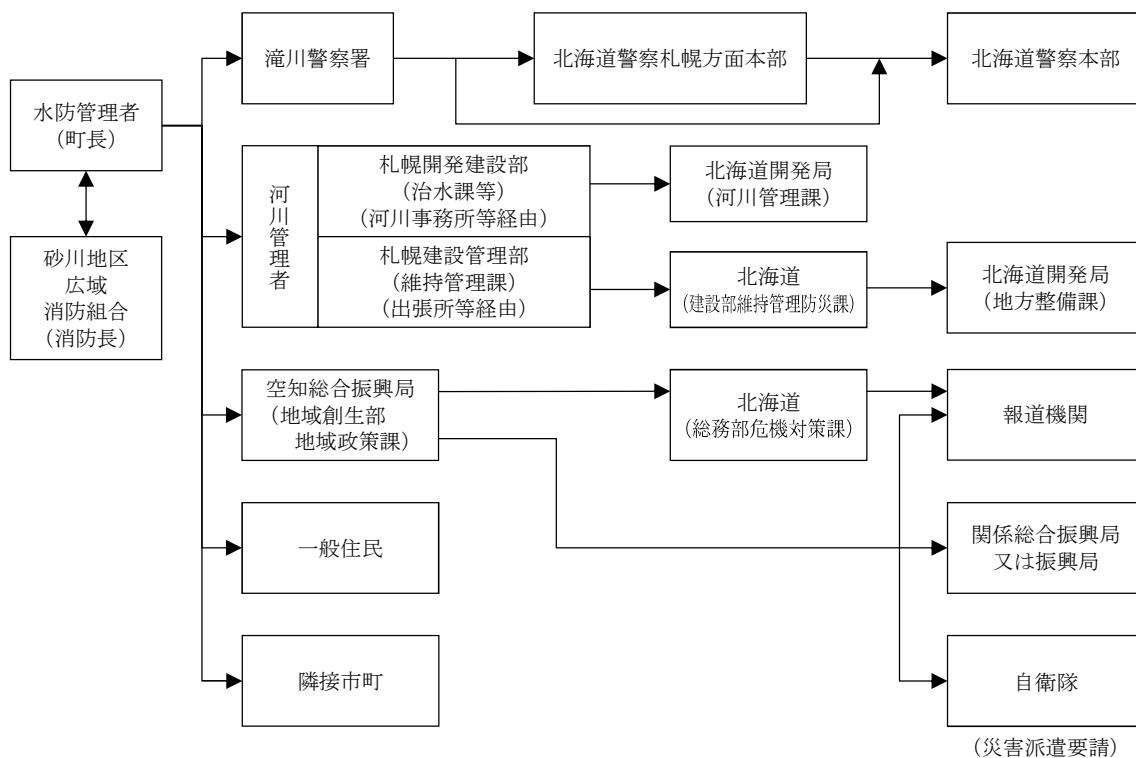 滝川警察署
北海道警察札幌方面本部
北海道警察本部
水防管理者
(町長)
砂川地区
広域
消防組合
(消防長)
河川管理者
札幌開発建設部
(治水課等)
(河川事務所等経由)
北海道開発局
(河川管理課)
札幌建設管理部
(維持管理課)
(出張所等経由)
北海道
(建設部維持管理防災課)
北海道開発局
(地方整備課)
空知総合振興局
(地域創生部
地域政策課)
北海道
(総務部危機対策課)
報道機関
一般住民
関係総合振興局
又は振興局
隣接市町
自衛隊
(災害派遣要請)